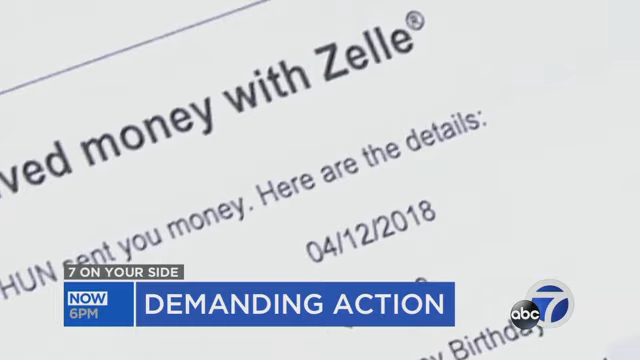 ved money with Zelle®
HUN sent you money. Here are the details:
04/12/2018
Birthday
7 ON YOUR SIDE
NOW
6PM
DEMANDING ACTION
abc 7